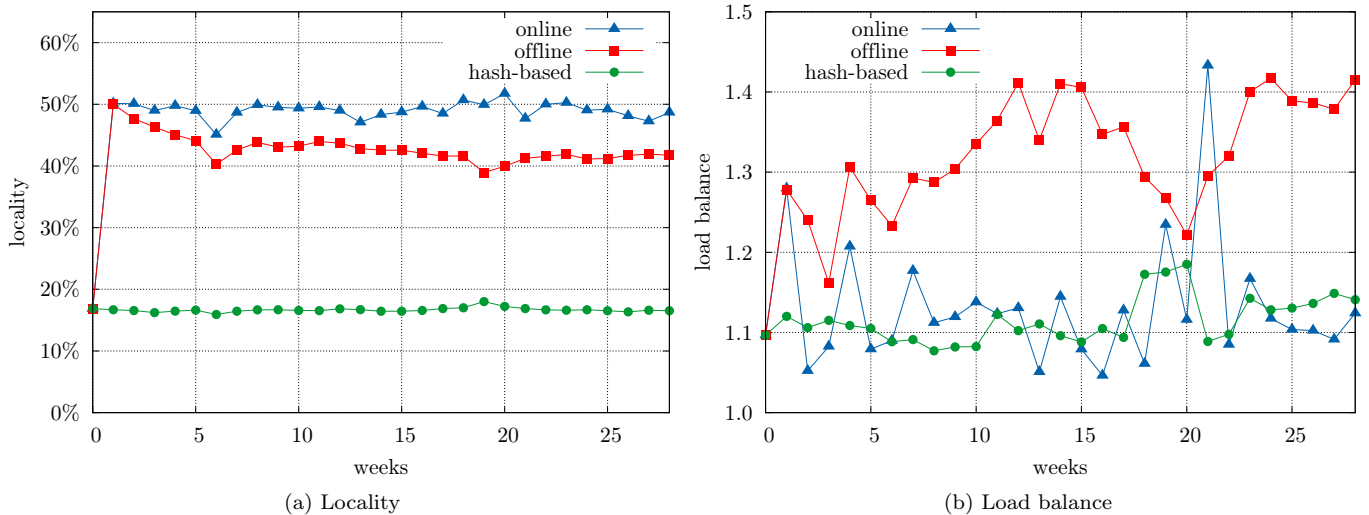 60%
50%
40%
30%
20%
10%
0%
0 5 10 15 20 25
locality
weeks
online
offline
hash-based
(a) Locality
1.5
1.4
1.3
1.2
1.1
1.0
0 5 10 15 20 25
load balance
weeks
online
offline
hash-based
(b) Load balance